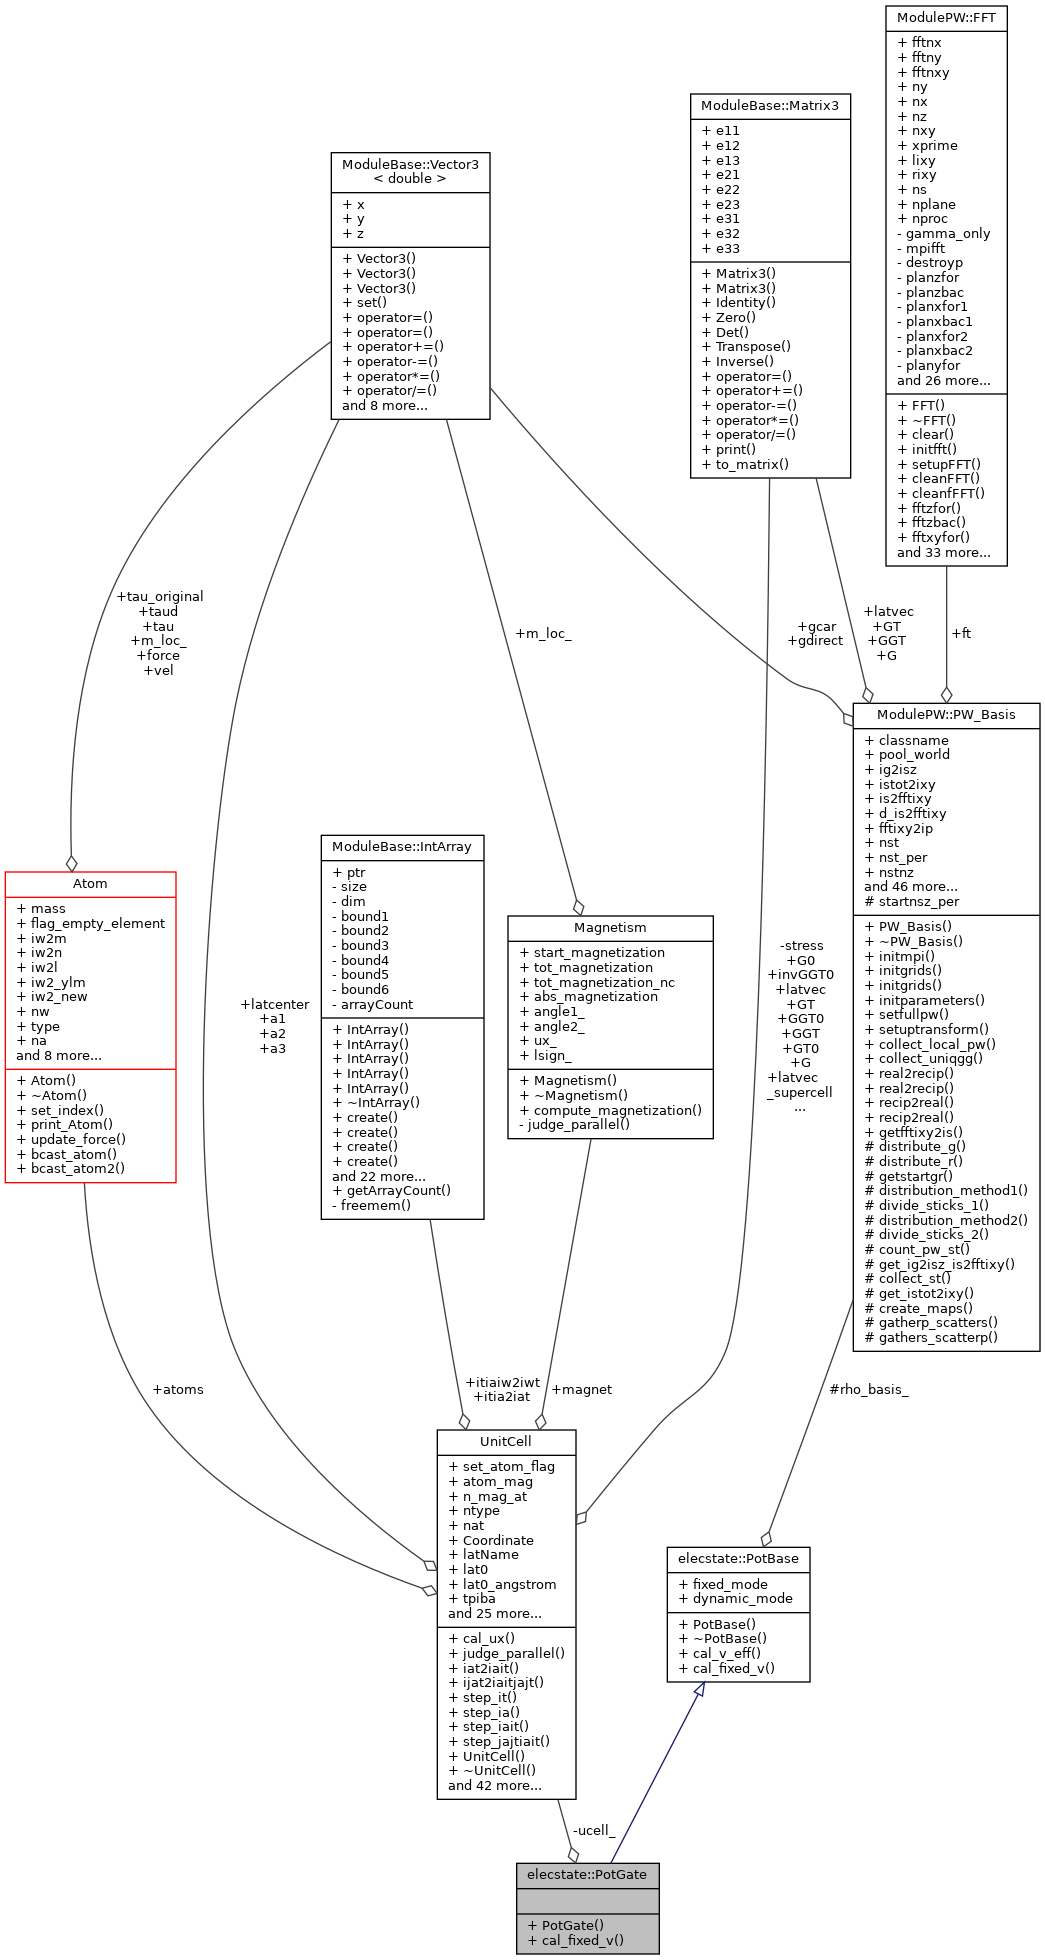 ModulePW::FFT
+ fftnx
+ fftny
+ fftnxy
+ ny
+ nx
+ nz
+ nxy
+ xprime
+ lixy
+ rixy
+ ns
+ nplane
+ nproc
- gamma_only
- mpifft
- destroyp
- planzfor
- planzbac
- planxfor1
- planxbac1
- planxfor2
- planxbac2
- planyfor
and 26 more...
+ FFT()
+ ~FFT()
+ clear()
+ initfft()
+ setupFFT()
+ cleanFFT()
+ cleanfFFT()
+ fftzfor()
+ fftzbac()
+ fftxyfor()
and 33 more...
ModuleBase::Matrix3
+ e11
+ e12
+ e13
+ e21
+ e22
+ e23
+ e31
+ e32
+ e33
+ Matrix3()
+ Matrix3()
+ Identity()
+ Zero()
+ Det()
+ Transpose()
+ Inverse()
+ operator=()
+ operator+=()
+ operator-=()
+ operator*=()
+ operator/=()
+ print()
+ to_matrix()
ModuleBase::Vector3
< double >
+ x
+ y
+ z
+ Vector3()
+ Vector3()
+ Vector3()
+ set()
+ operator=()
+ operator=()
+ operator+=()
+ operator-=()
+ operator*=()
+ operator/=()
and 8 more...
+tau_original
+taud
+tau
+m_loc_
+force
+vel
+m_loc_
+gcar
+gdirect
+latvec
+GT
+GGT
+G
+ft
ModulePW::PW_Basis
+ classname
+ pool_world
+ ig2isz
+ istot2ixy
+ is2fftixy
+ d_is2fftixy
+ fftixy2ip
+ nst
+ nst_per
+ nstnz
and 46 more...
# startnsz_per
+ PW_Basis()
+ ~PW_Basis()
+ initmpi()
+ initgrids()
+ initgrids()
+ initparameters()
+ setfullpw()
+ setuptransform()
+ collect_local_pw()
+ collect_uniqgg()
+ real2recip()
+ real2recip()
+ recip2real()
+ recip2real()
+ getfftixy2is()
# distribute_g()
# distribute_r()
# getstartgr()
# distribution_method1()
# divide_sticks_1()
# distribution_method2()
# divide_sticks_2()
# count_pw_st()
# get_ig2isz_is2fftixy()
# collect_st()
# get_istot2ixy()
# create_maps()
# gatherp_scatters()
# gathers_scatterp()
Atom
+ mass
+ flag_empty_element
+ iw2m
+ iw2n
+ iw2l
+ iw2_ylm
+ iw2_new
+ nw
+ type
+ na
and 8 more...
+ Atom()
+ ~Atom()
+ set_index()
+ print_Atom()
+ update_force()
+ bcast_atom()
+ bcast_atom2()
+latcenter
+a1
+a2
+a3
ModuleBase::IntArray
+ ptr
- size
- dim
- bound1
- bound2
- bound3
- bound4
- bound5
- bound6
- arrayCount
+ IntArray()
+ IntArray()
+ IntArray()
+ IntArray()
+ IntArray()
+ ~IntArray()
+ create()
+ create()
+ create()
+ create()
and 22 more...
+ getArrayCount()
- freemem()
Magnetism
+ start_magnetization
+ tot_magnetization
+ tot_magnetization_nc
+ abs_magnetization
+ angle1_
+ angle2_
+ ux_
+ lsign_
+ Magnetism()
+ ~Magnetism()
+ compute_magnetization()
- judge_parallel()
-stress
+G0
+invGGT0
+latvec
+GT
+GGT0
+GGT
+GT0
+G
+latvec
_supercell
...
+atoms
+itiaiw2iwt
+itia2iat
+magnet
#rho_basis_
UnitCell
+ set_atom_flag
+ atom_mag
+ n_mag_at
+ ntype
+ nat
+ Coordinate
+ latName
+ lat0
+ lat0_angstrom
+ tpiba
and 25 more...
+ cal_ux()
+ judge_parallel()
+ iat2iait()
+ ijat2iaitjajt()
+ step_it()
+ step_ia()
+ step_iait()
+ step_jajtiait()
+ UnitCell()
+ ~UnitCell()
and 42 more...
elecstate::PotBase
+ fixed_mode
+ dynamic_mode
+ PotBase()
+ ~PotBase()
+ cal_v_eff()
+ cal_fixed_v()
-ucell_
elecstate::PotGate
+ PotGate()
+ cal_fixed_v()